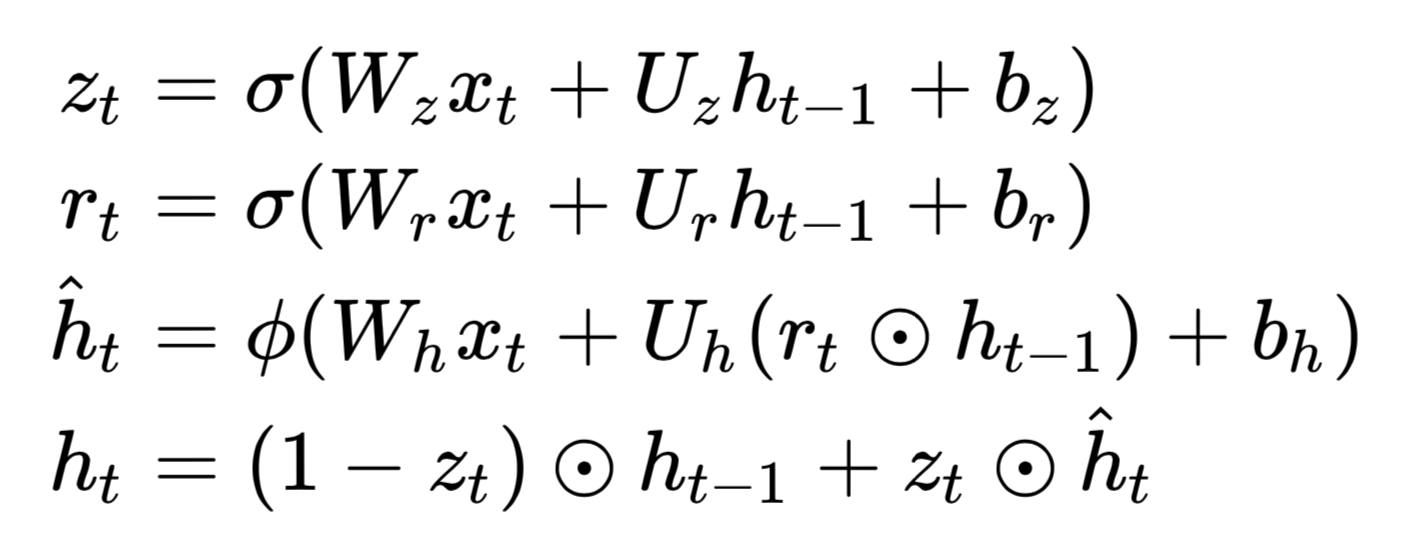 z_t = σ(W_z x_t + U_z h_{t−1} + b_z)
r_t = σ(W_r x_t + U_r h_{t−1} + b_r)
ĥ_t = ϕ(W_h x_t + U_h(r_t ⊙ h_{t−1}) + b_h)
h_t = (1 − z_t) ⊙ h_{t−1} + z_t ⊙ ĥ_t